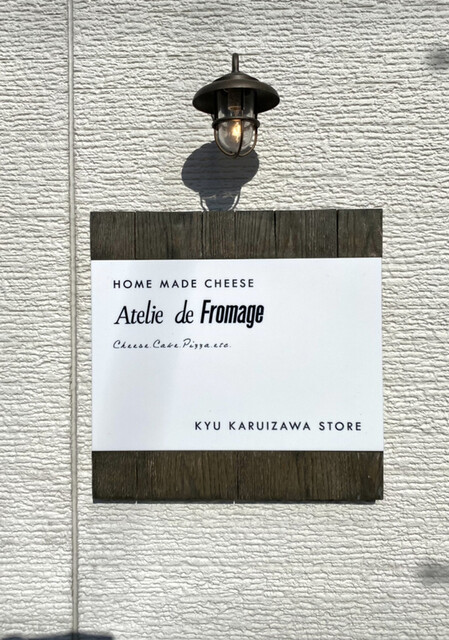 HOME MADE CHEESE
Atelie de Fromage
Cheese.Cake.Pizza.etc.
KYU KARUIZAWA STORE